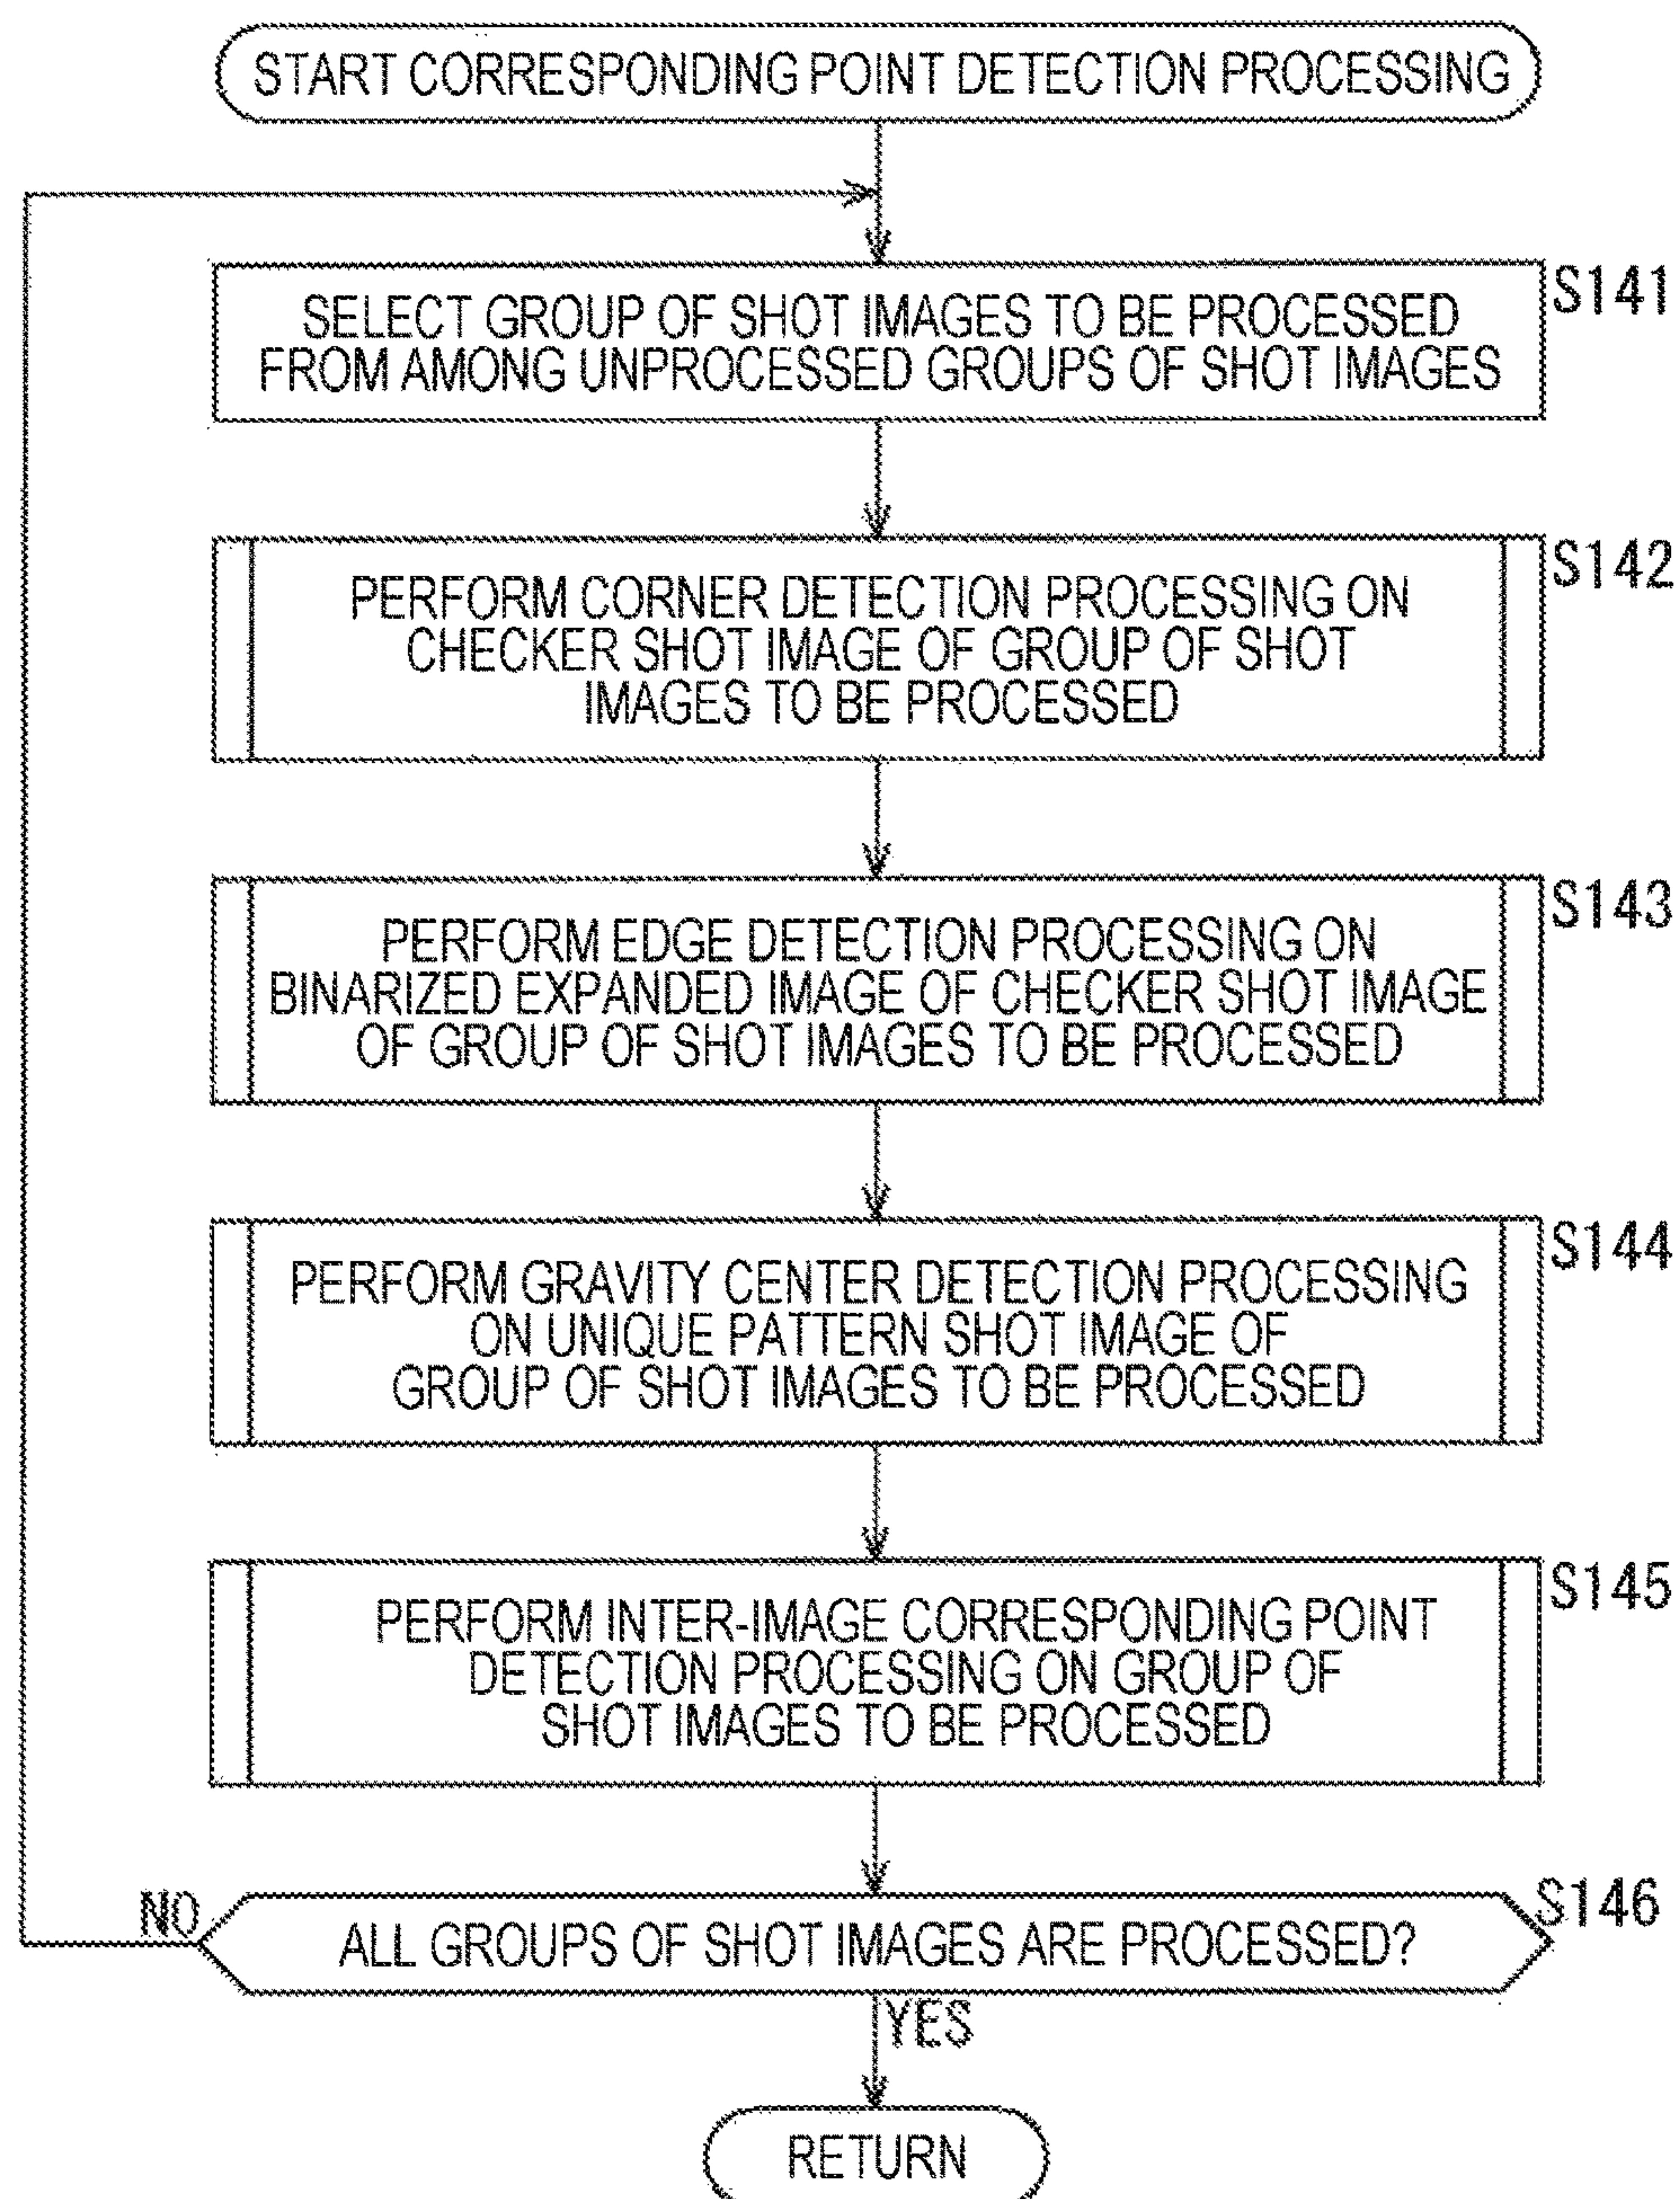 START CORRESPONDING POINT DETECTION PROCESSING
S141
SELECT GROUP OF SHOT IMAGES TO BE PROCESSED
FROM AMONG UNPROCESSED GROUPS OF SHOT IMAGES
S142
PERFORM CORNER DETECTION PROCESSING ON
CHECKER SHOT IMAGE OF GROUP OF SHOT
IMAGES TO BE PROCESSED
S143
PERFORM EDGE DETECTION PROCESSING ON
BINARIZED EXPANDED IMAGE OF CHECKER SHOT IMAGE
OF GROUP OF SHOT IMAGES TO BE PROCESSED
S144
PERFORM GRAVITY CENTER DETECTION PROCESSING
ON UNIQUE PATTERN SHOT IMAGE OF
GROUP OF SHOT IMAGES TO BE PROCESSED
S145
PERFORM INTER-IMAGE CORRESPONDING POINT
DETECTION PROCESSING ON GROUP OF
SHOT IMAGES TO BE PROCESSED
NO
S146
ALL GROUPS OF SHOT IMAGES ARE PROCESSED?
YES
RETURN